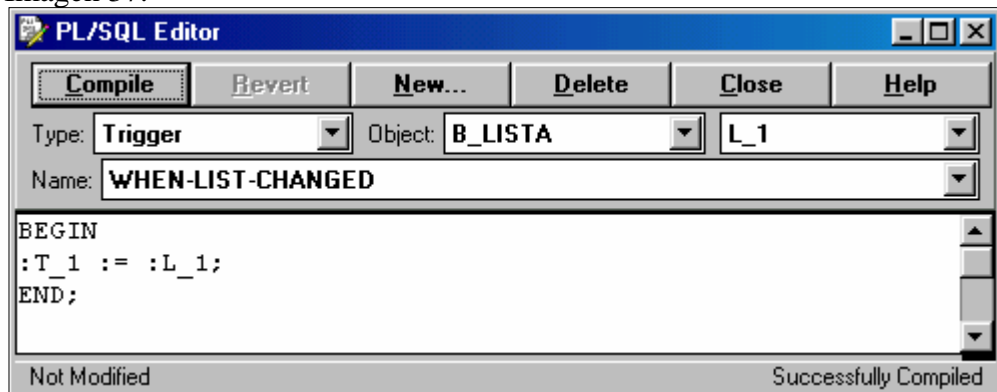 PL/SQL Editor
Compile Revert New... Delete Close Help
Type: Trigger Object: B_LISTA L_1
Name: WHEN-LIST-CHANGED
BEGIN
:T_1 := :L_1;
END;
Not Modified Successfully Compiled